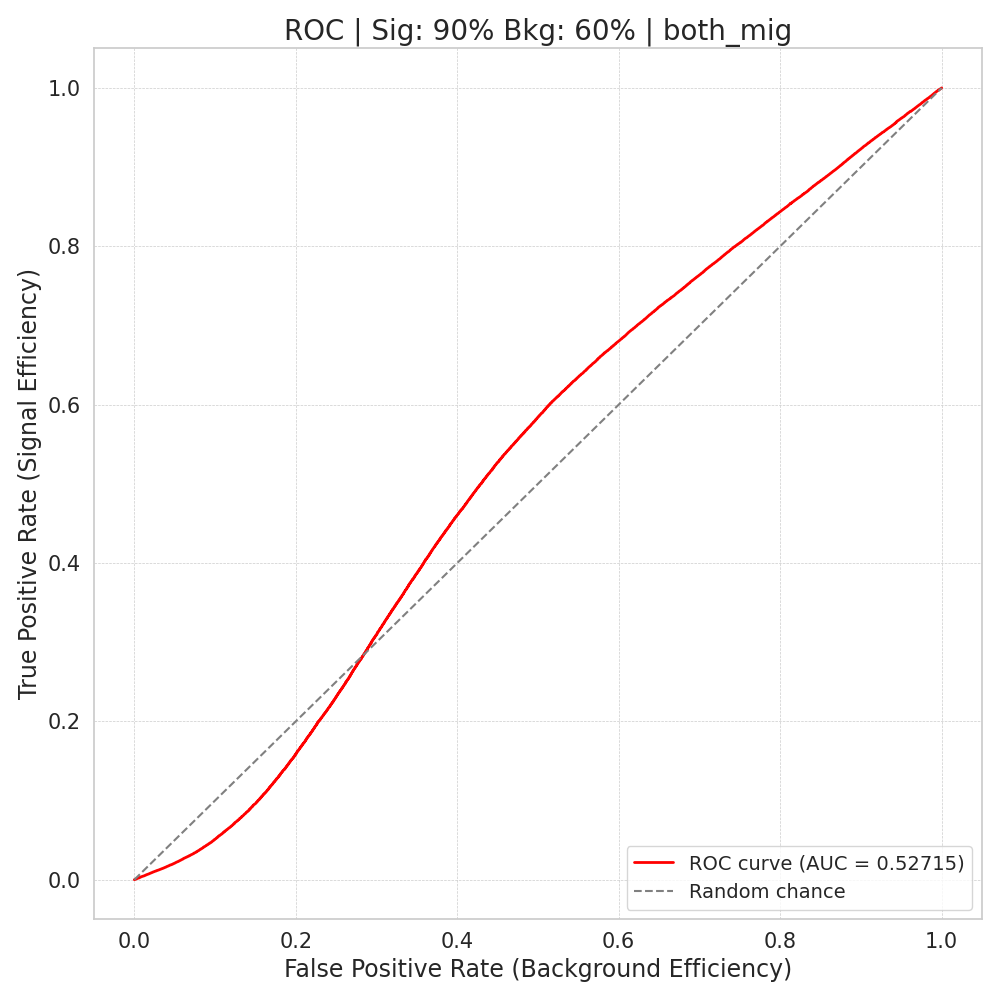 ROC | Sig: 90% Bkg: 60% | both_mig
True Positive Rate (Signal Efficiency)
1.0
0.8
0.6
0.4
0.2
0.0
0.0 0.2 0.4 0.6 0.8 1.0
False Positive Rate (Background Efficiency)
ROC curve (AUC = 0.52715)
Random chance